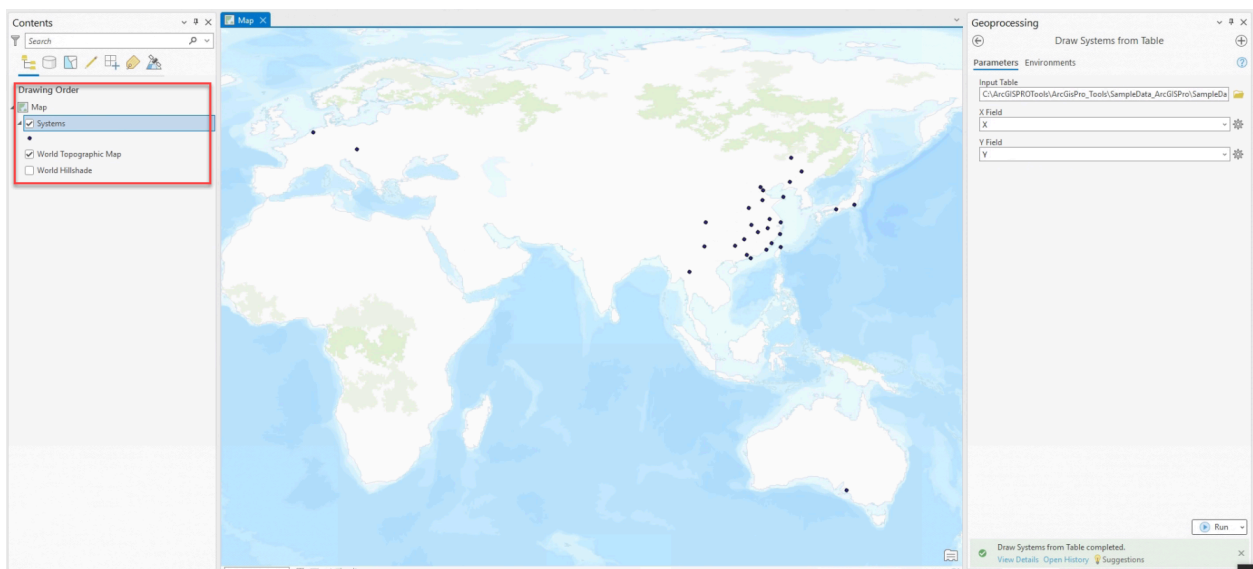 Contents
Search
Drawing Order
Map
Systems
World Topographic Map
World Hillshade
Map
Geoprocessing
Draw Systems from Table
Parameters Environments
Input Table
C:\ArcGISPROTools\ArcGisPro_Tools\SampleData_ArcGISPro\SampleDa
X Field
X
Y Field
Y
Run
Draw Systems from Table completed.
View Details Open History Suggestions